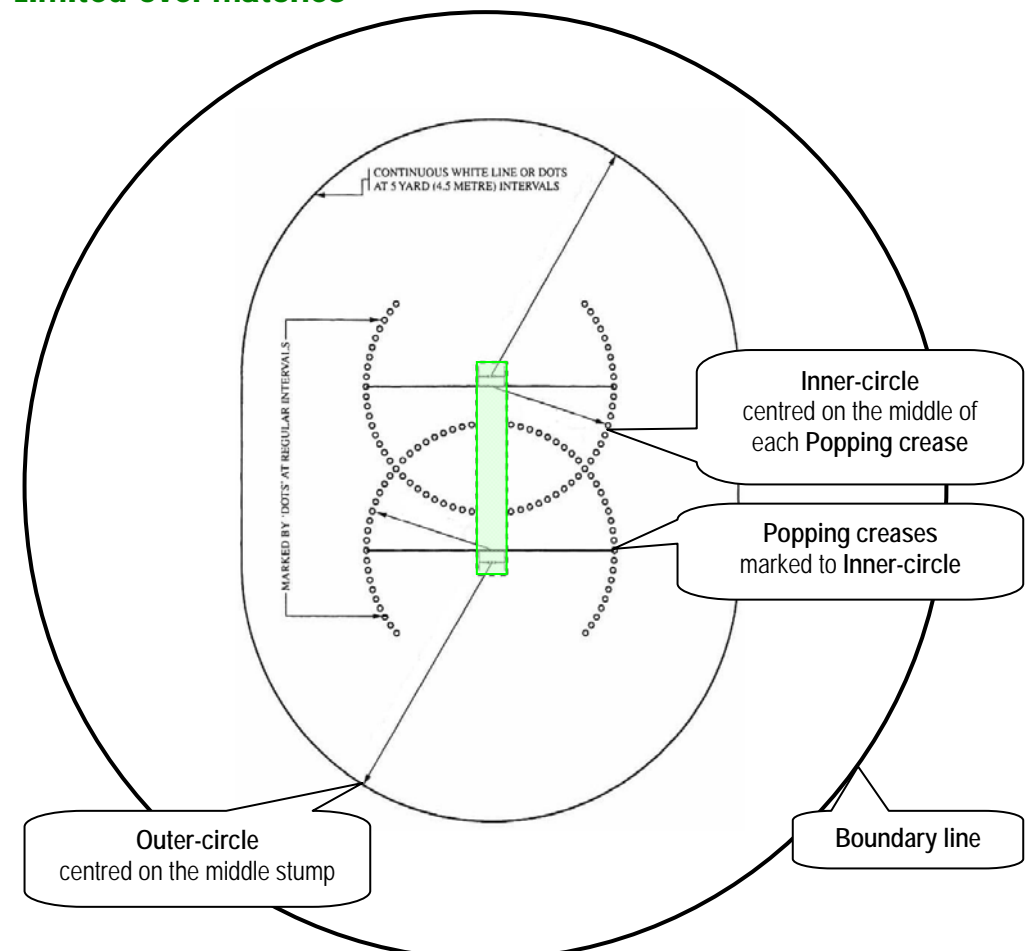 Limited over matches
CONTINUOUS WHITE LINE OR DOTS
AT 5 YARD (4.5 METRE) INTERVALS
MARKED BY 'DOTS' AT REGULAR INTERVALS
Inner-circle
centred on the middle of
each Popping crease
Popping creases
marked to Inner-circle
Outer-circle
centred on the middle stump
Boundary line